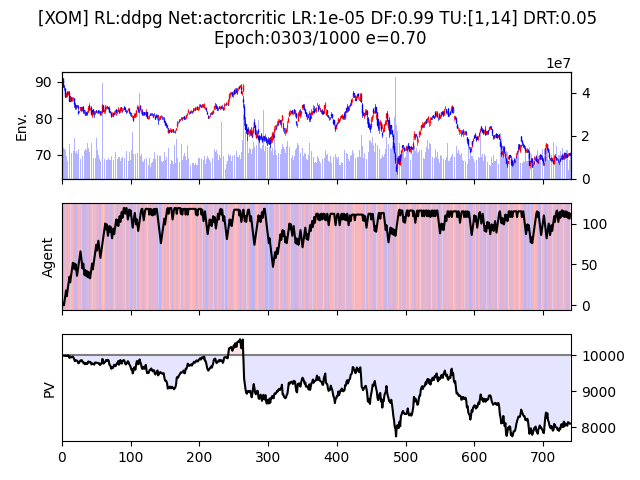 [XOM] RL:ddpg Net:actorcritic LR:1e-05 DF:0.99 TU:[1,14] DRT:0.05
Epoch:0303/1000 e=0.70
1e7
Env.
90
80
70
4
2
0
Agent
100
50
0
PV
10000
9000
8000
0 100 200 300 400 500 600 700